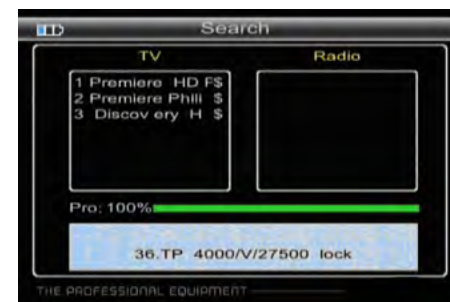 Search
TV
Radio
1 Premiere HD F$
2 Premiere Phili $
3 Discov ery H $
Pro: 100%
36.TP 4000/V/27500 lock
THE PROFESSIONAL EQUIPMENT